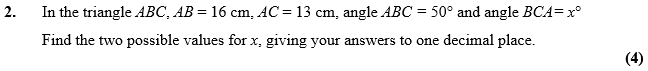 2. In the triangle ABC, AB = 16 cm, AC = 13 cm, angle ABC = 50° and angle BCA= x°
Find the two possible values for x, giving your answers to one decimal place.
(4)